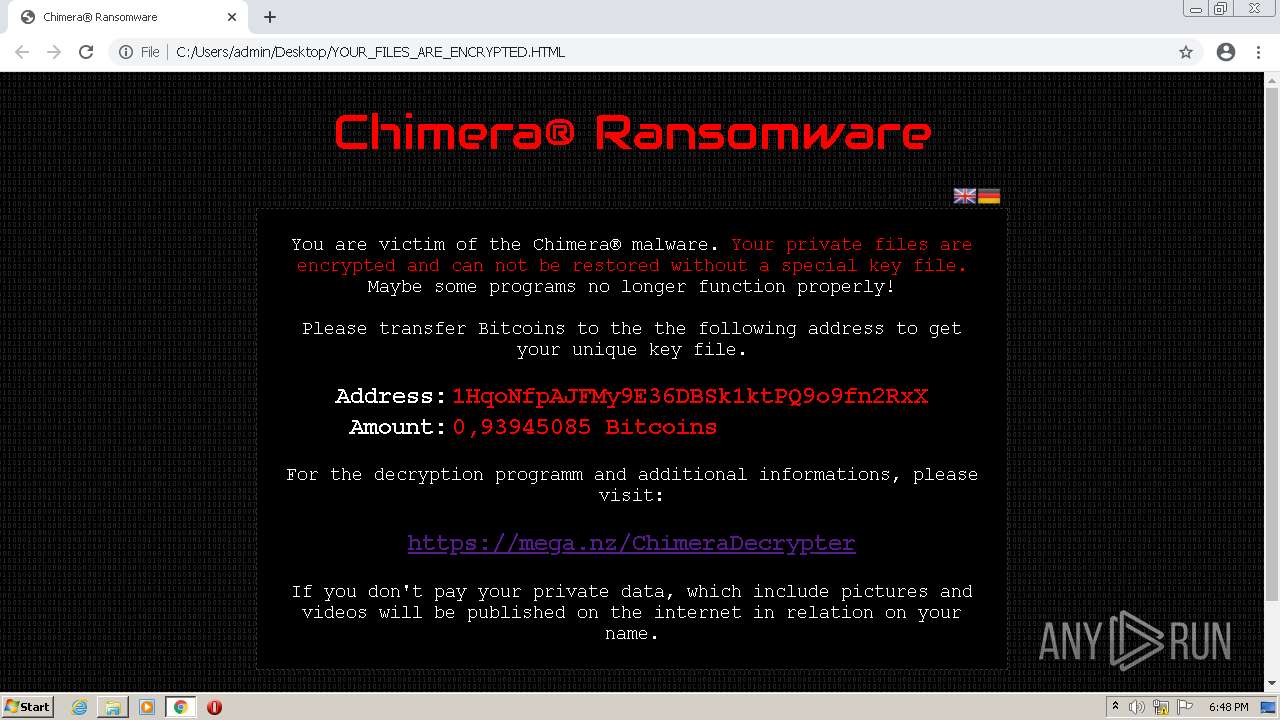 Chimera® Ransomware
File
C:/Users/admin/Desktop/YOUR_FILES_ARE_ENCRYPTED.HTML
Chimera® Ransomware
You are victim of the Chimera® malware. Your private files are
encrypted and can not be restored without a special key file.
Maybe some programs no longer function properly!
Please transfer Bitcoins to the the following address to get
your unique key file.
Address: 1HqoNfpAJFMy9E36DBSk1ktPQ9o9fn2RxX
Amount: 0,93945085 Bitcoins
For the decryption programm and additional informations, please
visit:
https://mega.nz/ChimeraDecrypter
If you don't pay your private data, which include pictures and
videos will be published on the internet in relation on your
name.
ANY RUN
Start
6:48 PM